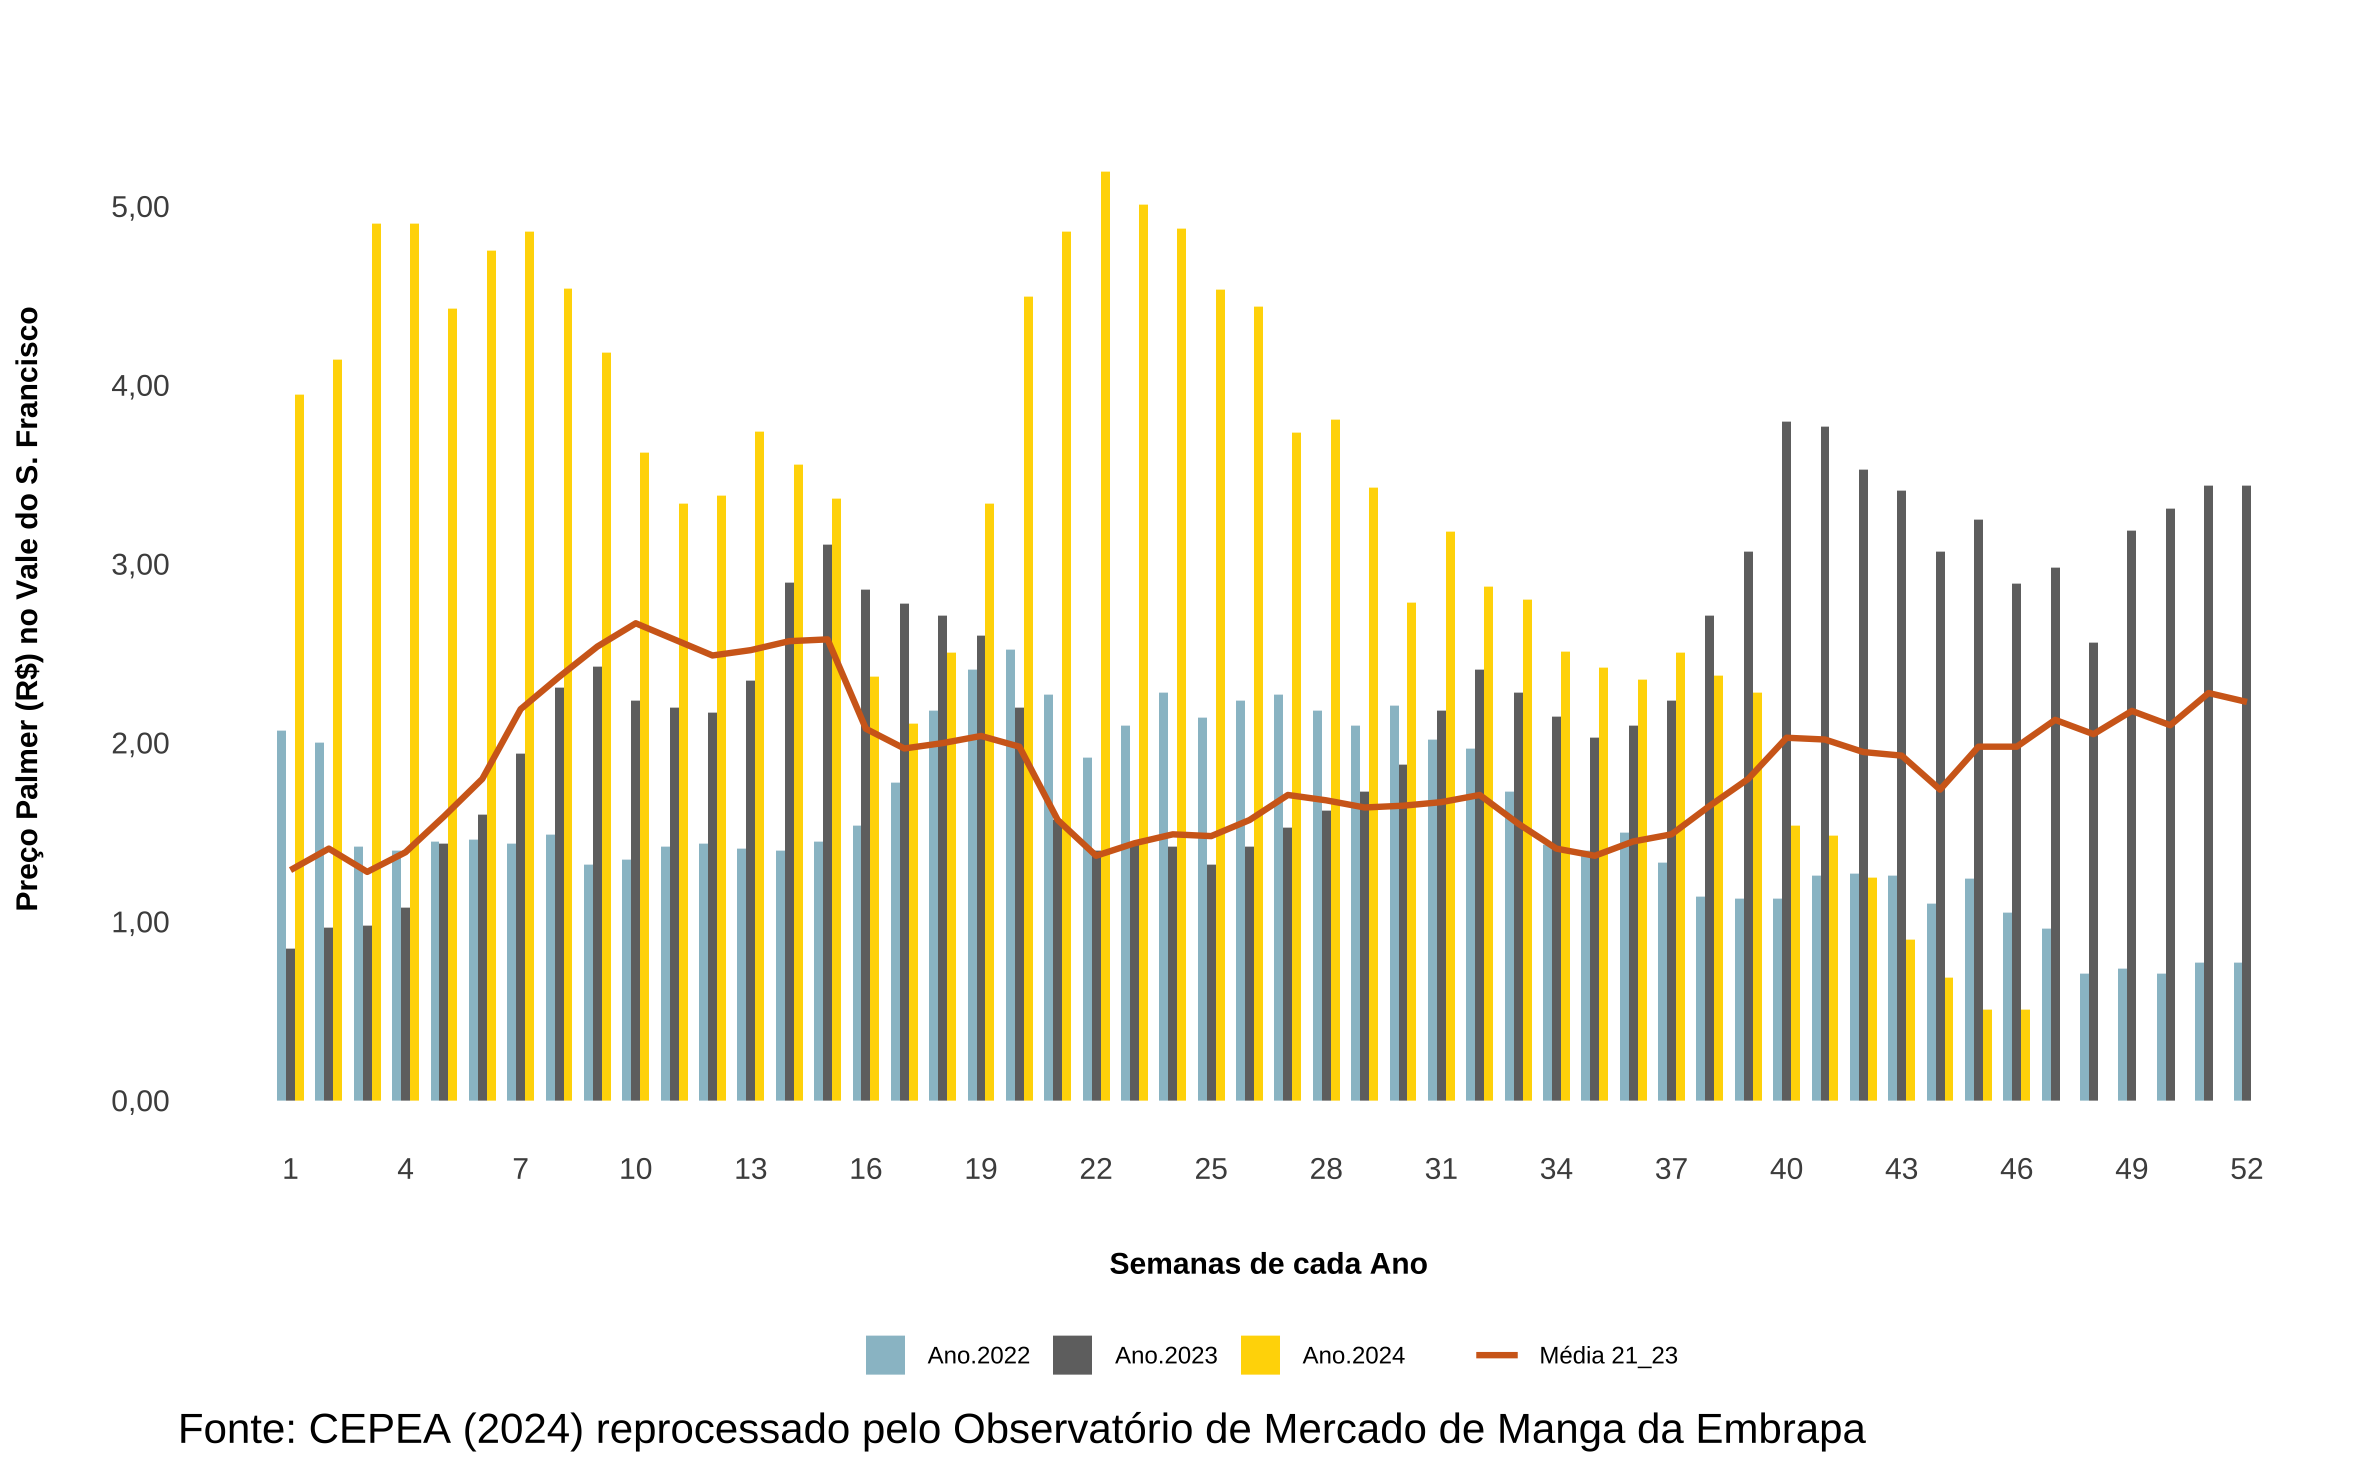 5,00
4,00
3,00
2,00
1,00
0,00
Preço Palmer (R$) no Vale do S. Francisco
1 4 7 10 13 16 19 22 25 28 31 34 37 40 43 46 49 52
Semanas de cada Ano
Ano.2022 Ano.2023 Ano.2024 Média 21_23
Fonte: CEPEA (2024) reprocessado pelo Observatório de Mercado de Manga da Embrapa